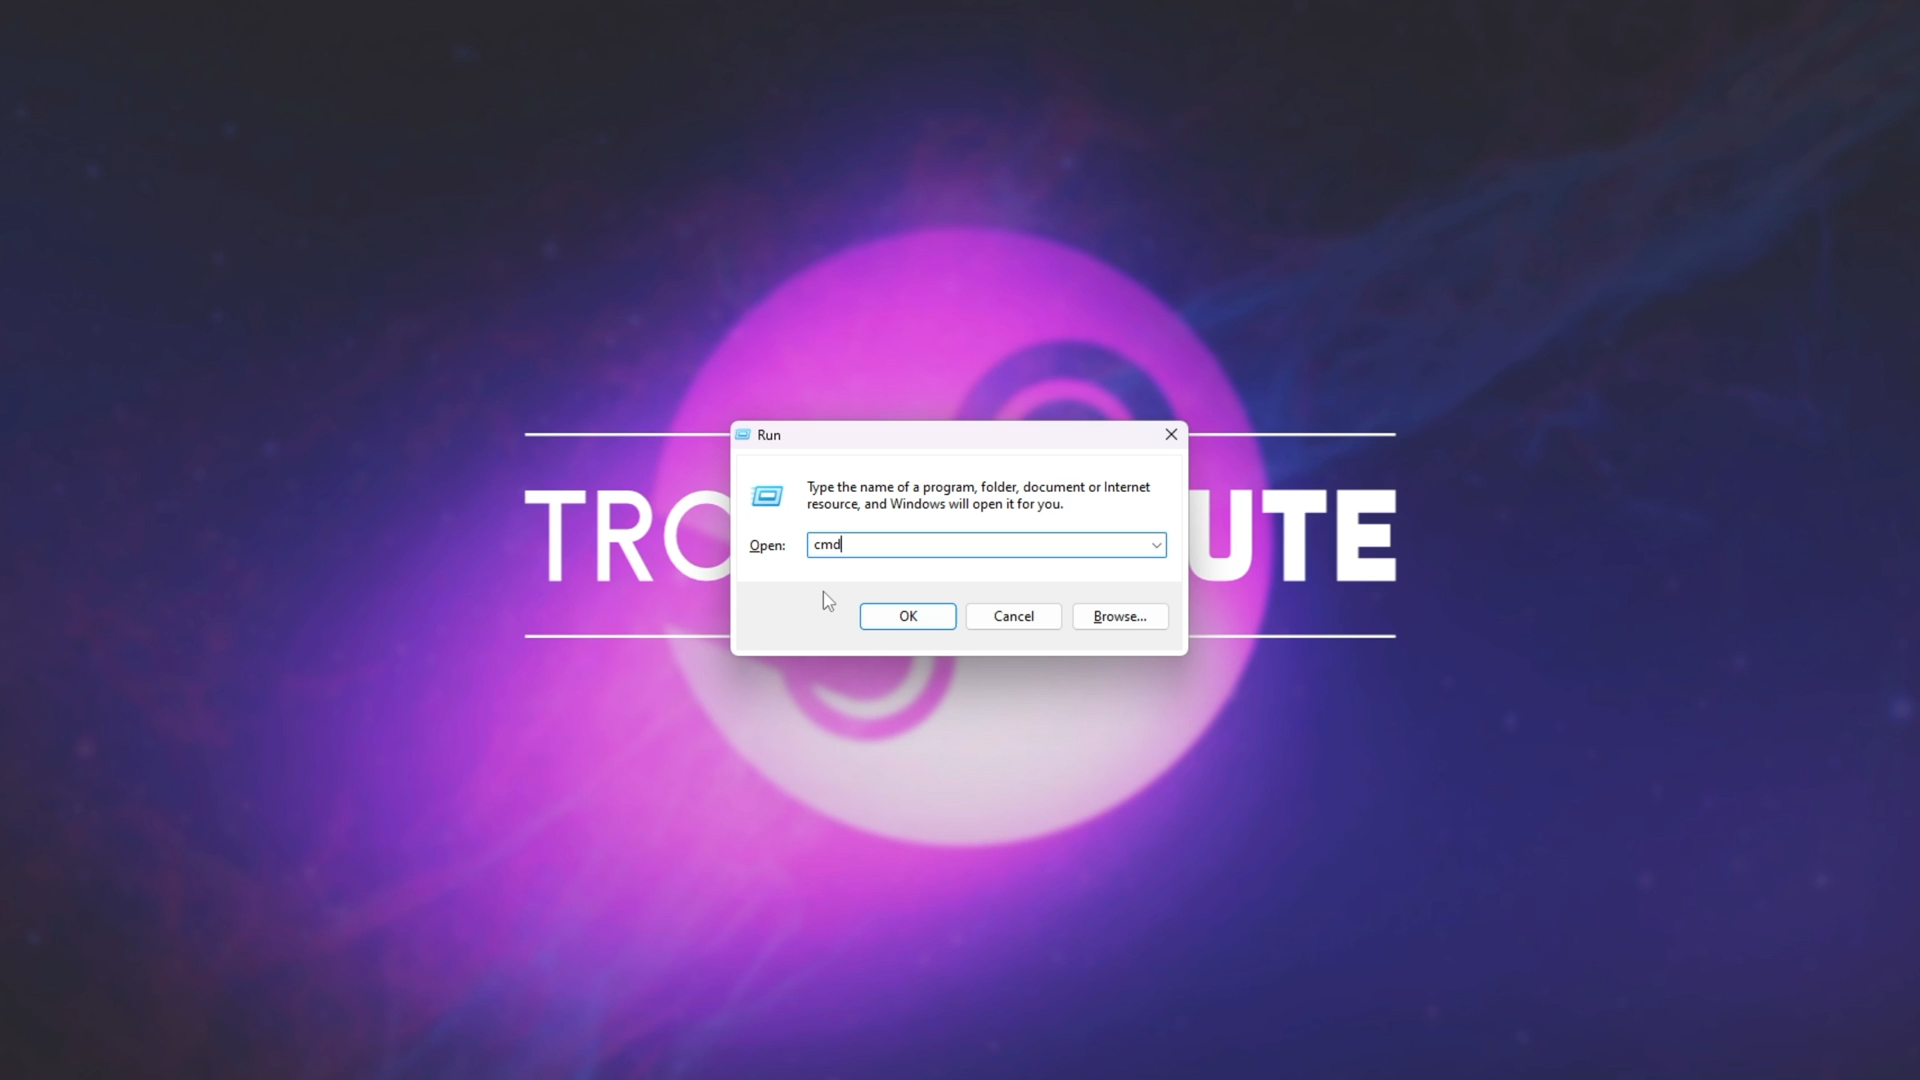 Run
Type the name of a program, folder, document or Internet
resource, and Windows will open it for you.
Open: cmd
TRO UTE
OK Cancel Browse...